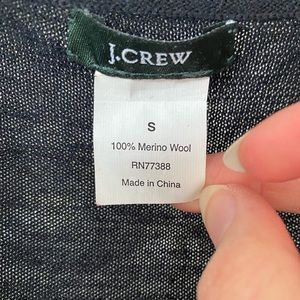 J.CREW
S
100% Merino Wool
RN77388
Made in China